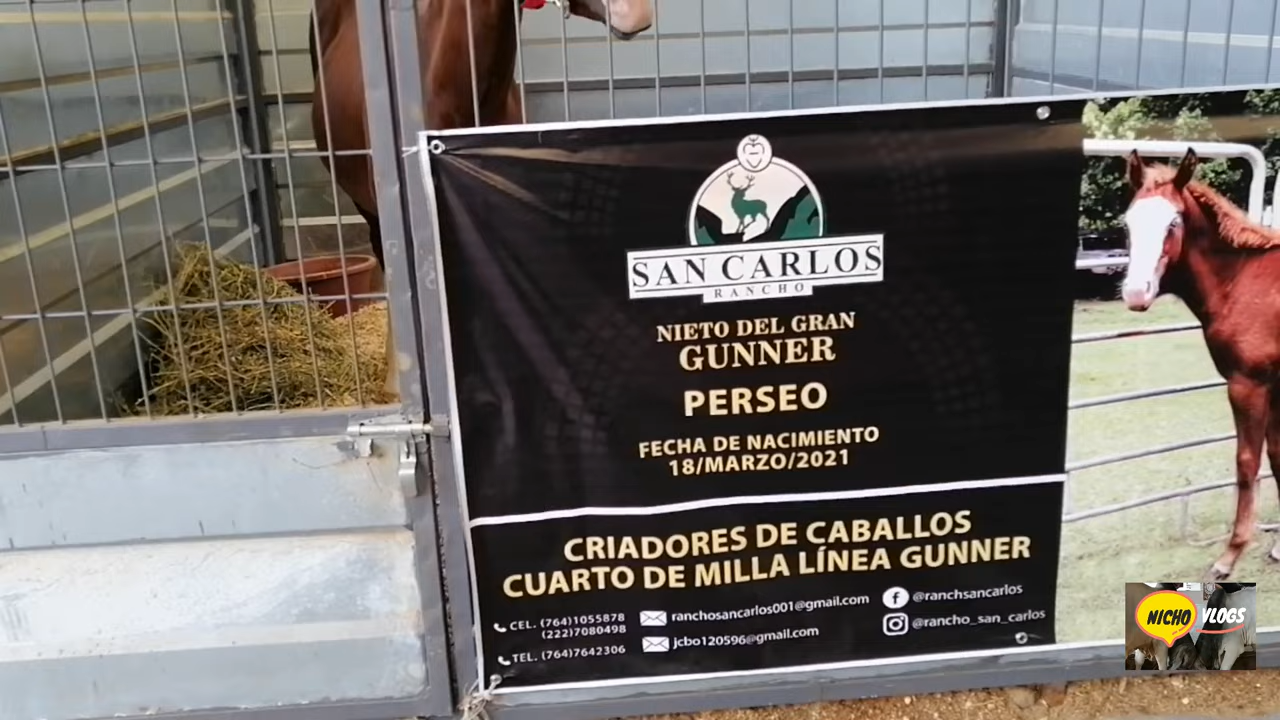 SAN CARLOS
RANCHO
NIETO DEL GRAN
GUNNER
PERSEO
FECHA DE NACIMIENTO
18/MARZO/2021
CRIADORES DE CABALLOS
CUARTO DE MILLA LÍNEA GUNNER
CEL. (764)1055878
(222)7080498
TEL. (764)7642306
ranchosancarlos001@gmail.com
jcbo120596@gmail.com
@ranchsancarlos
@rancho_san_carlos
NICHO VLOGS